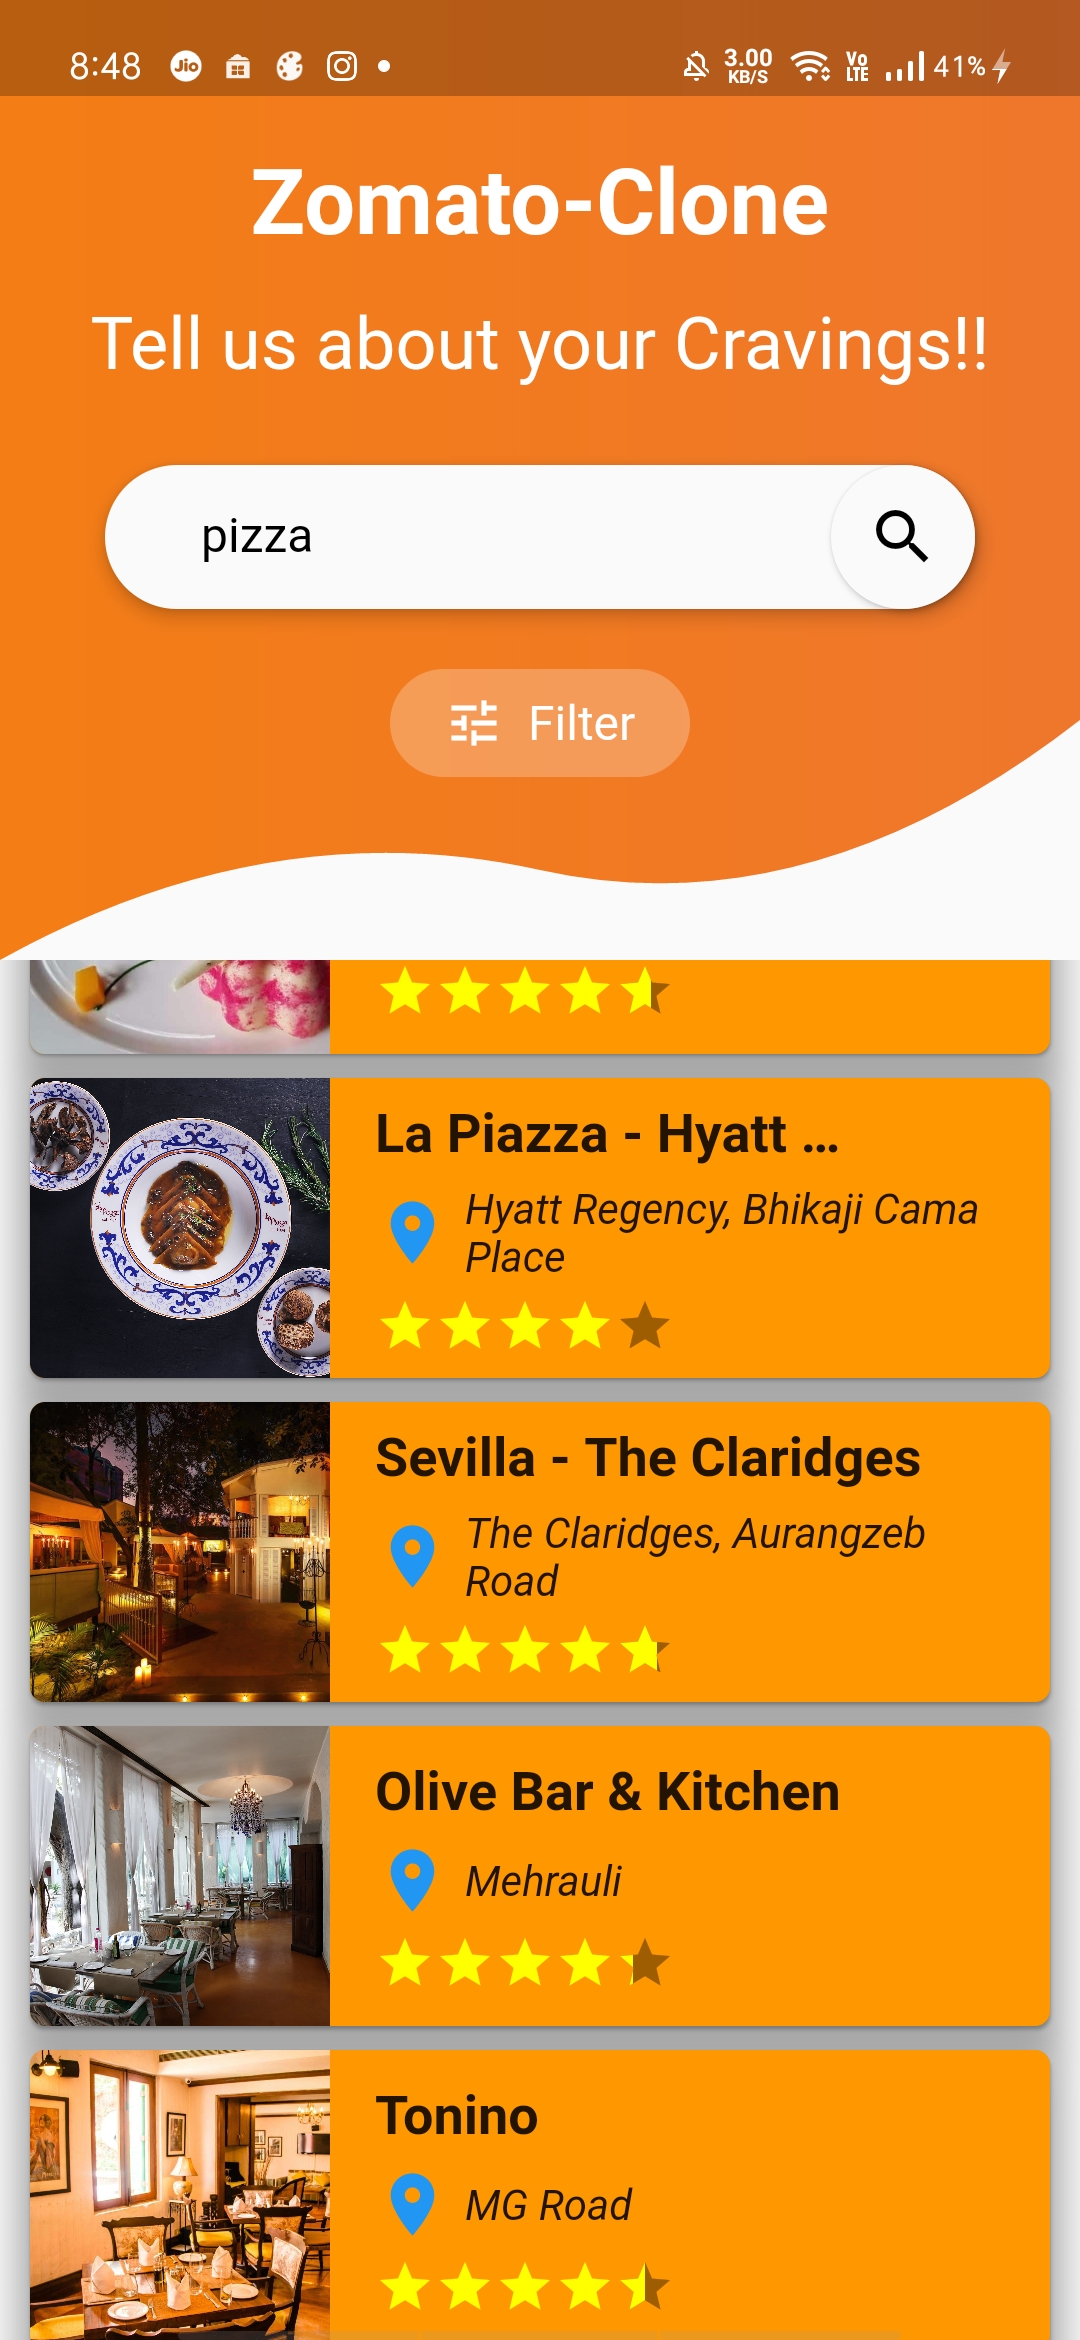 8:48 Jio 3.00 KB/S Vo LTE 41%
Zomato-Clone
Tell us about your Cravings!!
pizza
Filter
La Piazza - Hyatt ...
Hyatt Regency, Bhikaji Cama
Place
Sevilla - The Claridges
The Claridges, Aurangzeb
Road
Olive Bar & Kitchen
Mehrauli
Tonino
MG Road